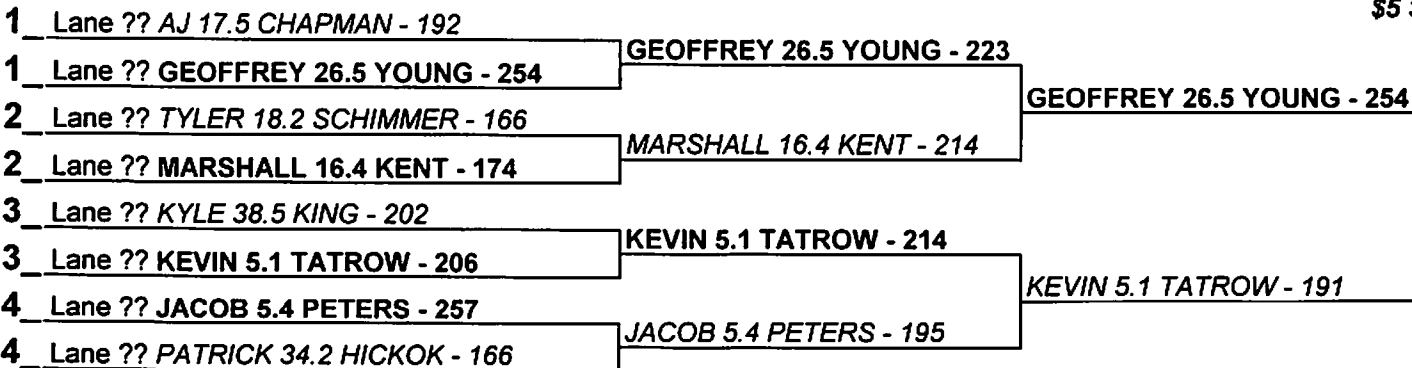 $5
1_ Lane ?? AJ 17.5 CHAPMAN - 192
GEOFFREY 26.5 YOUNG - 223
1_ Lane ?? GEOFFREY 26.5 YOUNG - 254
GEOFFREY 26.5 YOUNG - 254
2_ Lane ?? TYLER 18.2 SCHIMMER - 166
MARSHALL 16.4 KENT - 214
2_ Lane ?? MARSHALL 16.4 KENT - 174
3_ Lane ?? KYLE 38.5 KING - 202
KEVIN 5.1 TATROW - 214
3_ Lane ?? KEVIN 5.1 TATROW - 206
KEVIN 5.1 TATROW - 191
4_ Lane ?? JACOB 5.4 PETERS - 257
JACOB 5.4 PETERS - 195
4_ Lane ?? PATRICK 34.2 HICKOK - 166